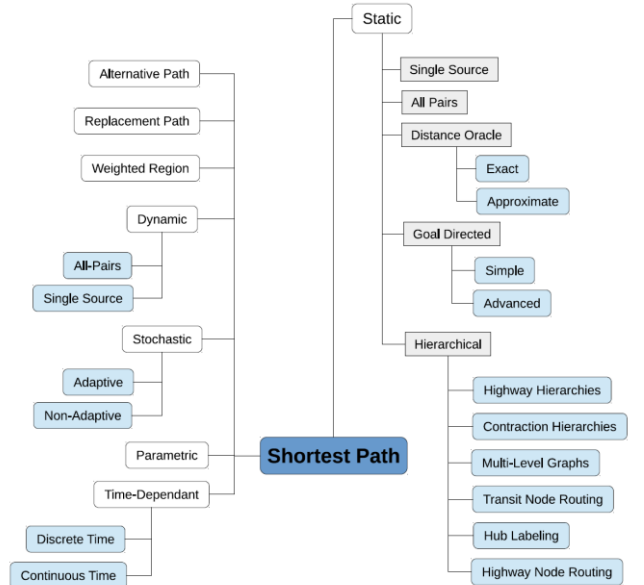 Static
Single Source
All Pairs
Distance Oracle
Exact
Approximate
Goal Directed
Simple
Advanced
Hierarchical
Highway Hierarchies
Contraction Hierarchies
Multi-Level Graphs
Transit Node Routing
Hub Labeling
Highway Node Routing
Shortest Path
Alternative Path
Replacement Path
Weighted Region
Dynamic
All-Pairs
Single Source
Stochastic
Adaptive
Non-Adaptive
Parametric
Time-Dependant
Discrete Time
Continuous Time